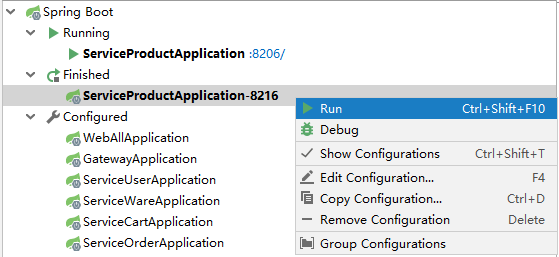 Spring Boot
Running
ServiceProductApplication :8206/
Finished
ServiceProductApplication-8216
Run Ctrl+Shift+F10
Configured
Debug
WebAllApplication
Show Configurations Ctrl+Shift+T
GatewayApplication
Edit Configuration... F4
ServiceUserApplication
Copy Configuration... Ctrl+D
ServiceWareApplication
Remove Configuration Delete
ServiceCartApplication
Group Configurations
ServiceOrderApplication